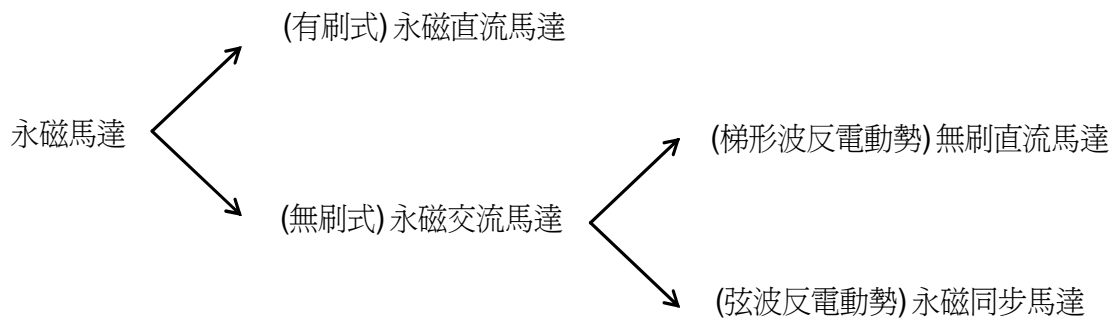 (有刷式) 永磁直流馬達
永磁馬達
(梯形波反電動勢) 無刷直流馬達
(無刷式) 永磁交流馬達
(弦波反電動勢) 永磁同步馬達